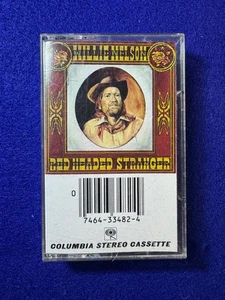 WILLIE NELSON
RED HEADED STRANGER
0
7464-33482-4
COLUMBIA STEREO CASSETTE